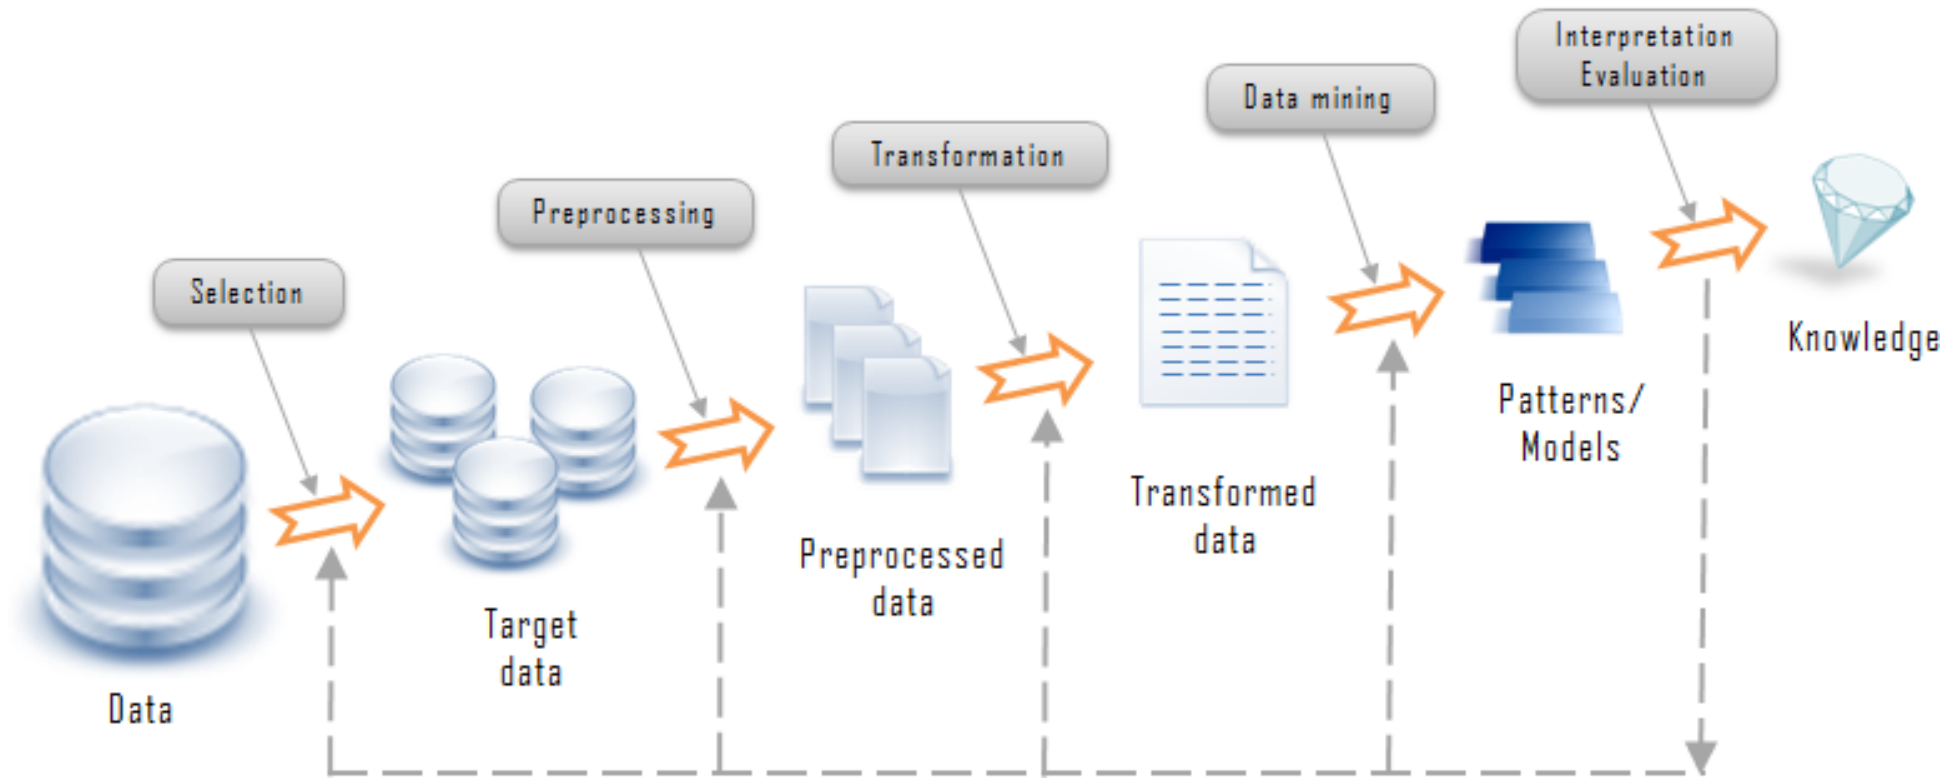 Interpretation
Evaluation
Data mining
Transformation
Preprocessing
Selection
Knowledge
Patterns/
Models
Transformed
data
Preprocessed
data
Target
data
Data